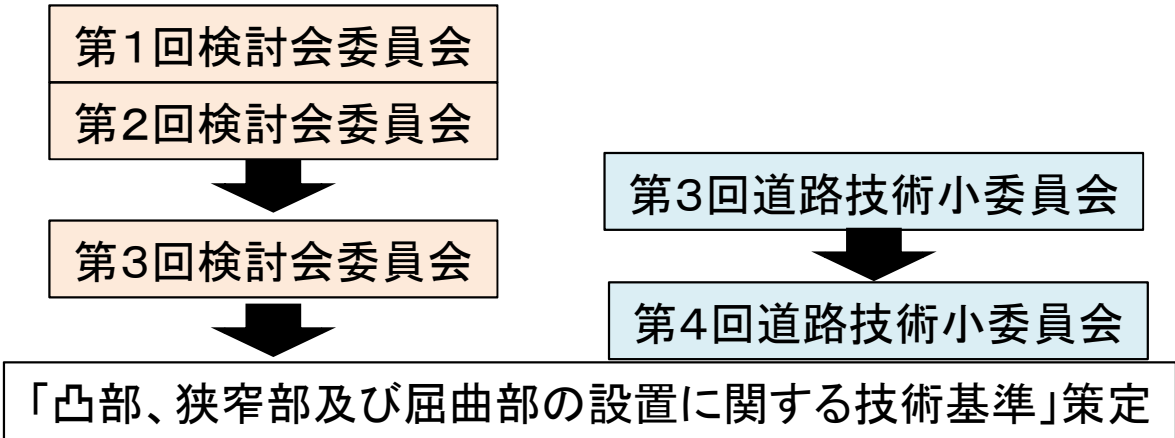 第1回検討会委員会
第2回検討会委員会
第3回検討会委員会
第3回道路技術小委員会
第4回道路技術小委員会
「凸部、狭窄部及び屈曲部の設置に関する技術基準」策定